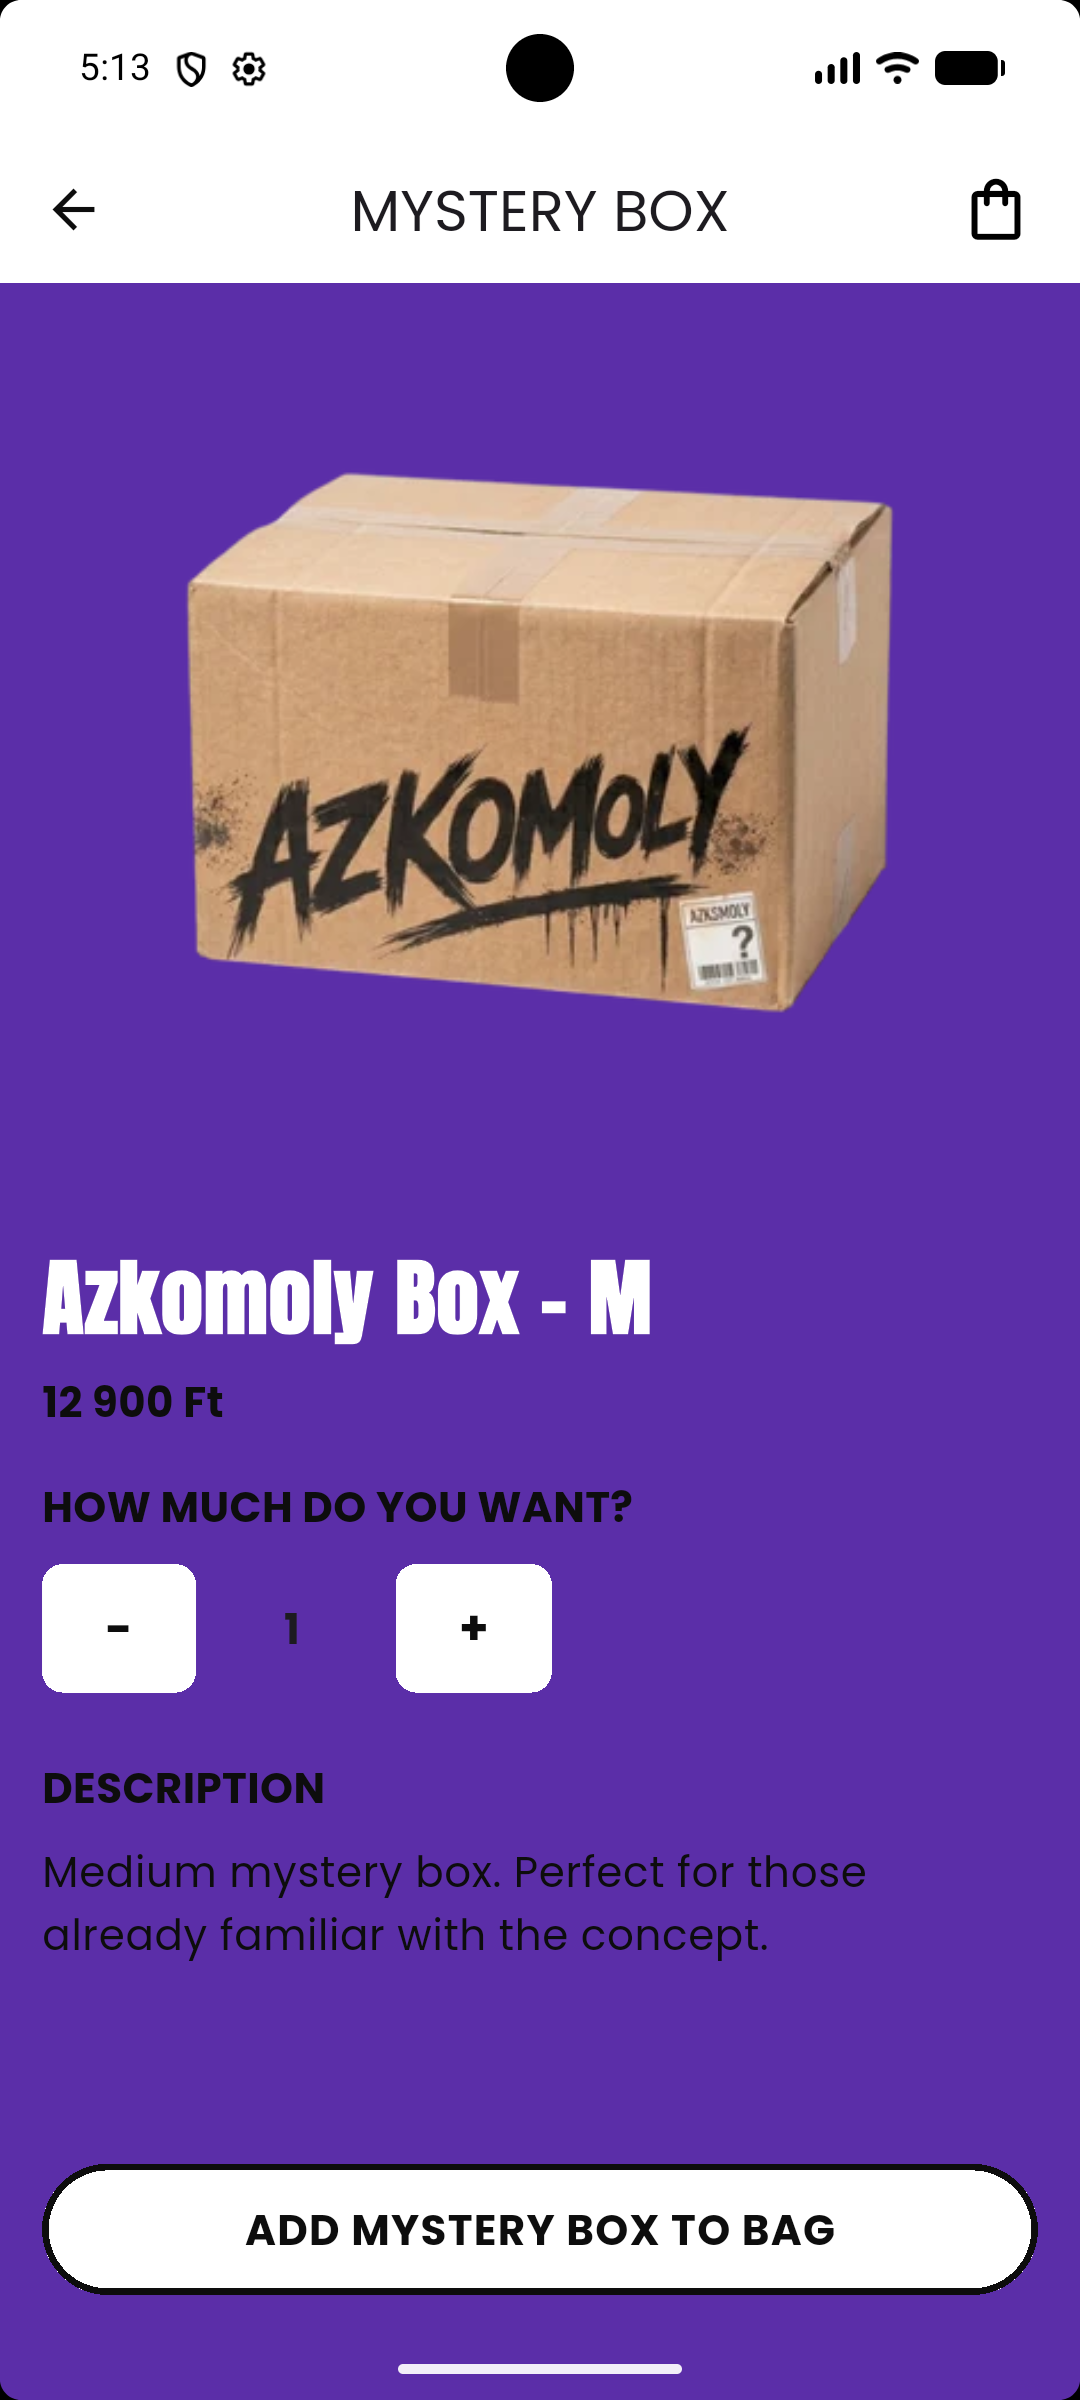 5:13
MYSTERY BOX
AZKOMOLY
AZKSMOLY
?
Azkomoly Box - M
12 900 Ft
HOW MUCH DO YOU WANT?
-
1
+
DESCRIPTION
Medium mystery box. Perfect for those
already familiar with the concept.
ADD MYSTERY BOX TO BAG